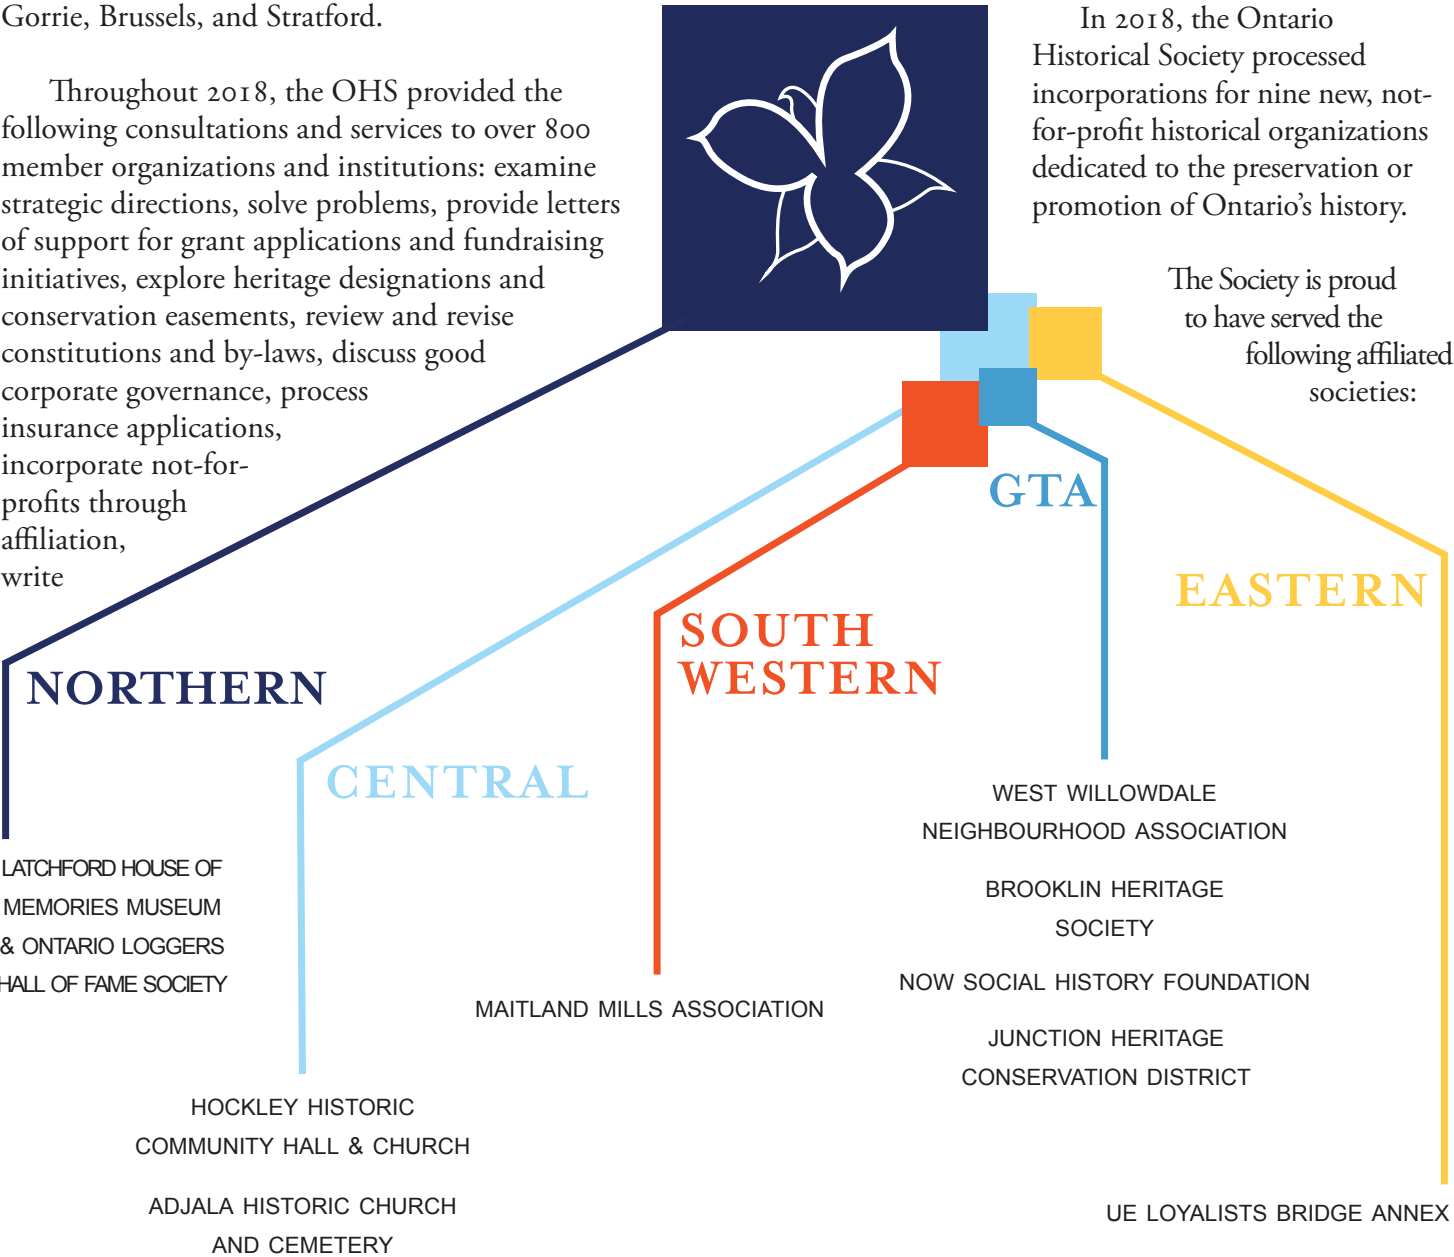 Gorrie, Brussels, and Stratford.
Throughout 2018, the OHS provided the
following consultations and services to over 800
member organizations and institutions: examine
strategic directions, solve problems, provide letters
of support for grant applications and fundraising
initiatives, explore heritage designations and
conservation easements, review and revise
constitutions and by-laws, discuss good
corporate governance, process
insurance applications,
incorporate not-for-
profits through
affiliation,
write
In 2018, the Ontario
Historical Society processed
incorporations for nine new, not-
for-profit historical organizations
dedicated to the preservation or
promotion of Ontario's history.
The Society is proud
to have served the
following affiliated
societies:
NORTHERN
LATCHFORD HOUSE OF
MEMORIES MUSEUM
& ONTARIO LOGGERS
HALL OF FAME SOCIETY
CENTRAL
HOCKLEY HISTORIC
COMMUNITY HALL & CHURCH
ADJALA HISTORIC CHURCH
AND CEMETERY
SOUTH
WESTERN
MAITLAND MILLS ASSOCIATION
GTA
WEST WILLOWDALE
NEIGHBOURHOOD ASSOCIATION
BROOKLIN HERITAGE
SOCIETY
NOW SOCIAL HISTORY FOUNDATION
JUNCTION HERITAGE
CONSERVATION DISTRICT
EASTERN
UE LOYALISTS BRIDGE ANNEX